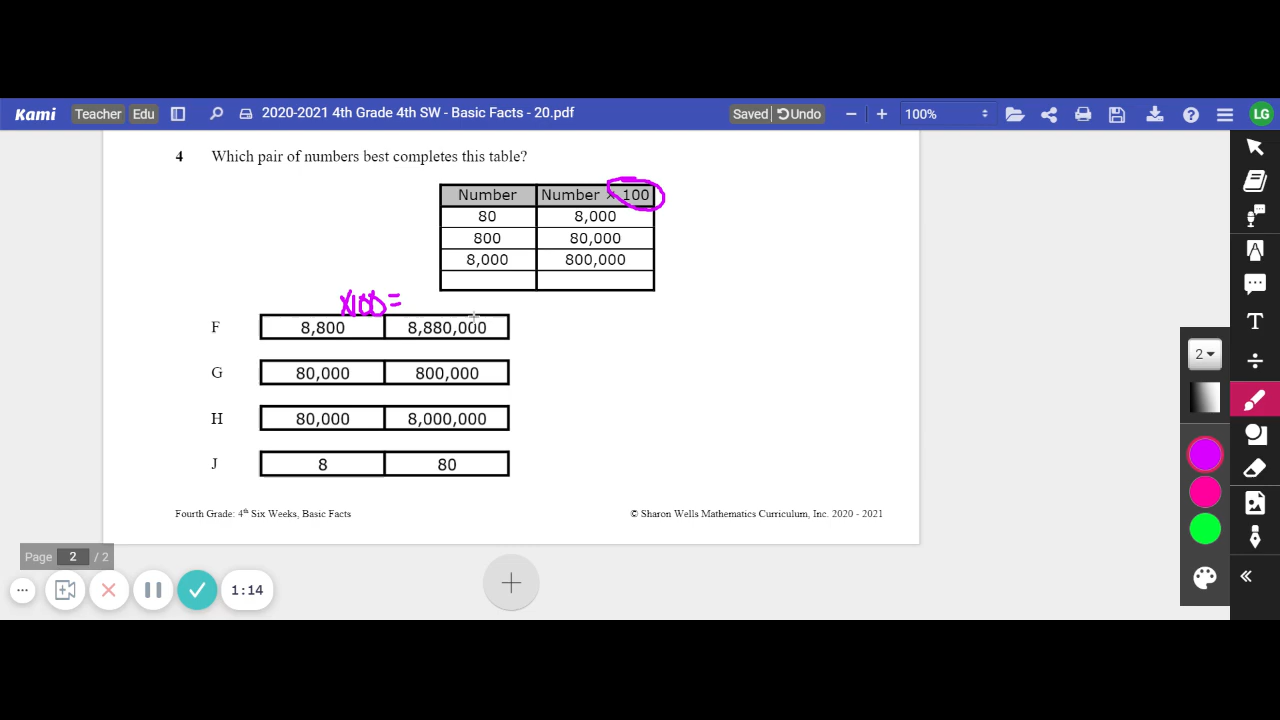 Kami Teacher Edu 2020-2021 4th Grade 4th SW - Basic Facts - 20.pdf Saved Undo 100% LG
4 Which pair of numbers best completes this table?
Number Number × 100
80 8,000
800 80,000
8,000 800,000
x100=
F 8,800 8,880,000
G 80,000 800,000
H 80,000 8,000,000
J 8 80
Fourth Grade: 4th Six Weeks, Basic Facts © Sharon Wells Mathematics Curriculum, Inc. 2020 - 2021
2
T
Page 2 / 2
1:14